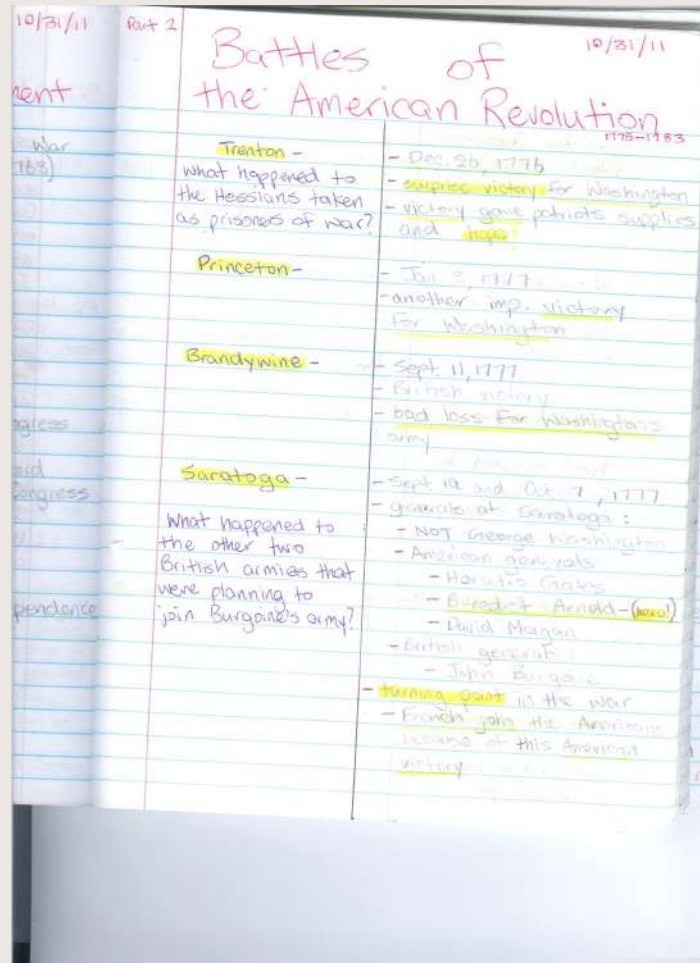 10/31/11
Part 2
Battles of
10/31/11
the American Revolution
1775-1783
Trenton -
What happened to
the Hessians taken
as prisoners of war?
- Dec. 26, 1776
- surprise victory for Washington
- victory gave patriots supplies
and hope!
Princeton -
- Jan 3, 1777
- another imp. victory
for Washington
Brandywine -
- Sept. 11, 1777
- British victory
- bad loss for Washington's
army
Saratoga -
What happened to
the other two
British armies that
were planning to
join Burgoine's army?
- Sept 19 and Oct. 7, 1777
- generals at Saratoga :
- NOT George Washington
- American generals
- Horatio Gates
- Benedict Arnold - (hero!)
- David Morgan
- British general :
- John Burgoine
- turning point in the war
- French join the Americans
because of this American
victory
War
pendence